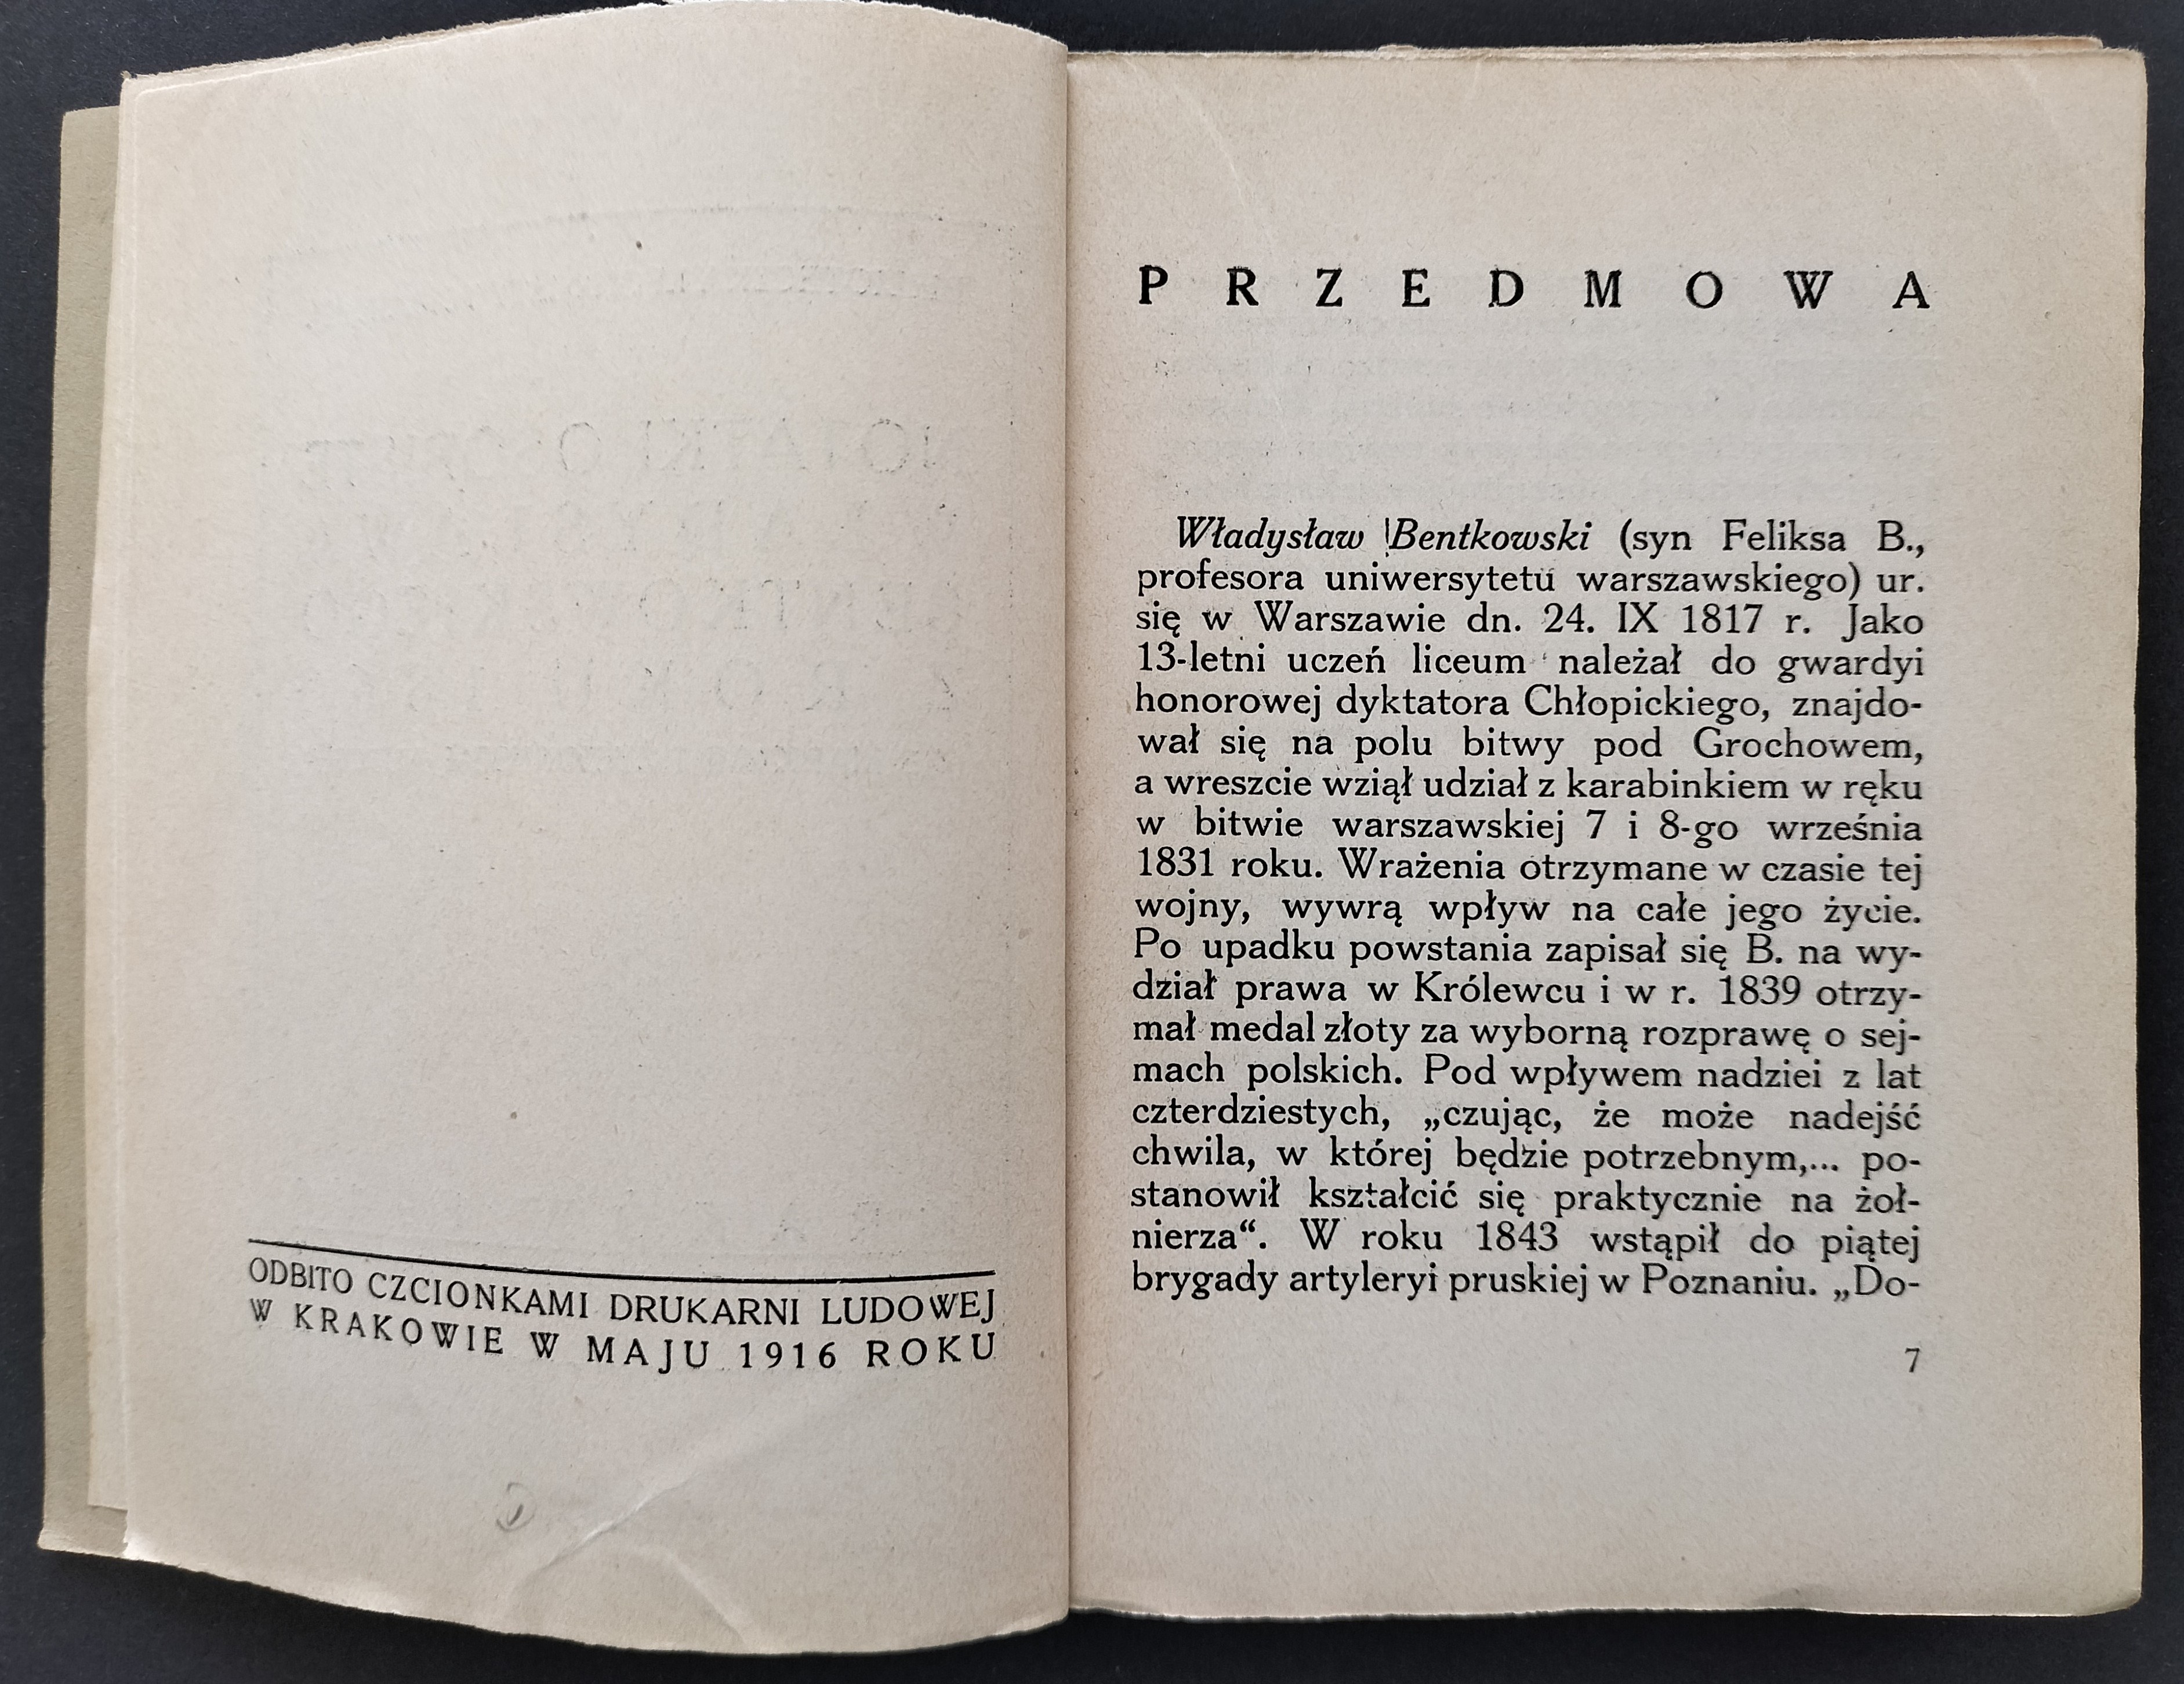 ODBITO CZCIONKAMI DRUKARNI LUDOWEJ
W KRAKOWIE W MAJU 1916 ROKU
PRZEDMOWA
Władysław Bentkowski (syn Feliksa B.,
profesora uniwersytetu warszawskiego) ur.
się w Warszawie dn. 24. IX 1817 r. Jako
13-letni uczeń liceum należał do gwardyi
honorowej dyktatora Chłopickiego, znajdo-
wał się na polu bitwy pod Grochowem,
a wreszcie wziął udział z karabinkiem w ręku
w bitwie warszawskiej 7 i 8-go września
1831 roku. Wrażenia otrzymane w czasie tej
wojny, wywrą wpływ na całe jego życie.
Po upadku powstania zapisał się B. na wy-
dział prawa w Królewcu i w r. 1839 otrzy-
mał medal złoty za wyborną rozprawę o sej-
mach polskich. Pod wpływem nadziei z lat
czterdziestych, „czując, że może nadejść
chwila, w której będzie potrzebnym,... po-
stanowił kształcić się praktycznie na żoł-
nierza“. W roku 1843 wstąpił do piątej
brygady artyleryi pruskiej w Poznaniu. „Do-
7